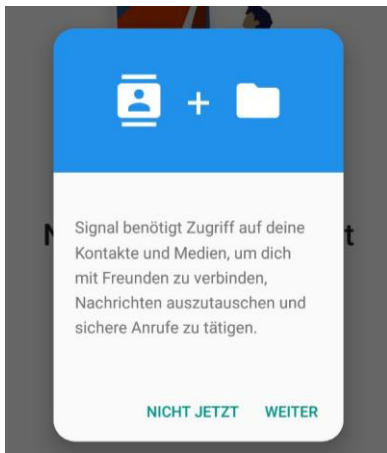 Signal benötigt Zugriff auf deine
Kontakte und Medien, um dich
mit Freunden zu verbinden,
Nachrichten auszutauschen und
sichere Anrufe zu tätigen.
NICHT JETZT WEITER